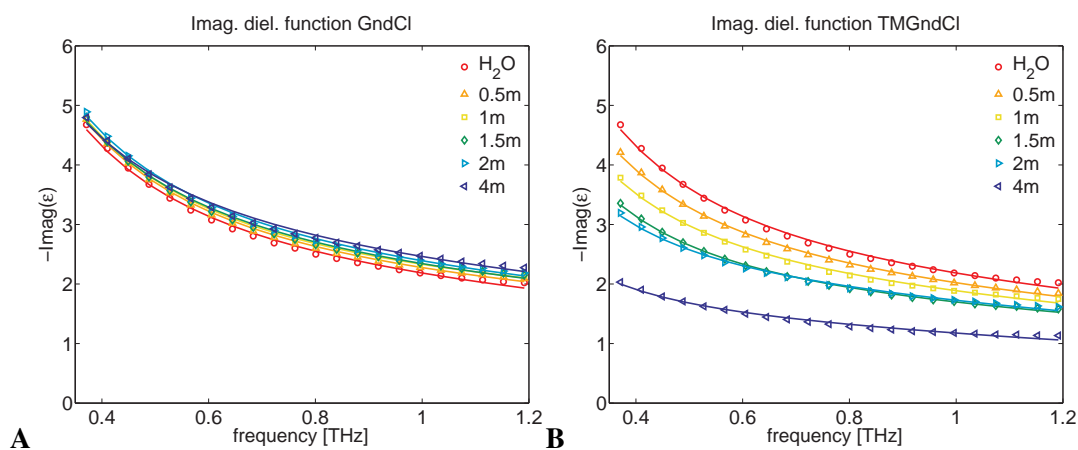 Imag. diel. function GndCl
6
5
4
3
2
1
0
−Imag(ε)
H2O
0.5m
1m
1.5m
2m
4m
0.4
0.6
0.8
1
1.2
frequency [THz]
A
Imag. diel. function TMGndCl
6
5
4
3
2
1
0
−Imag(ε)
H2O
0.5m
1m
1.5m
2m
4m
0.4
0.6
0.8
1
1.2
frequency [THz]
B